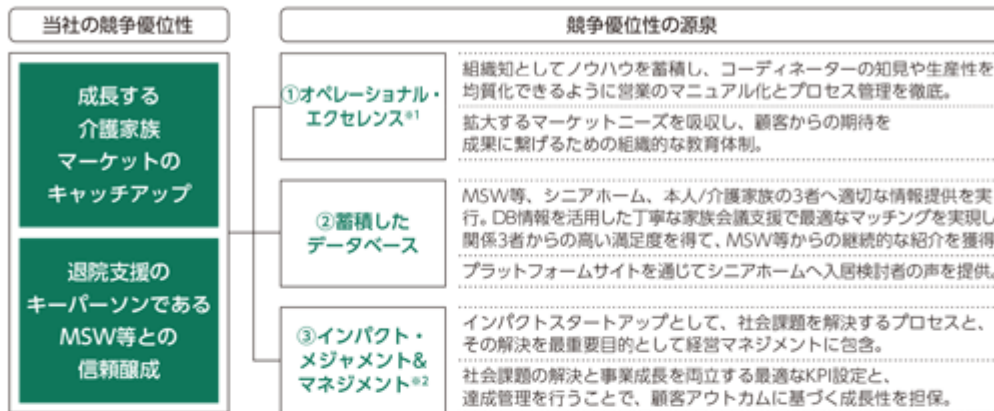 当社の競争優位性
競争優位性の源泉
成長する
介護家族
マーケットの
キャッチアップ
退院支援の
キーパーソンである
MSW等との
信頼醸成
①オペレーショナル・
エクセレンス※1
組織知としてノウハウを蓄積し、コーディネーターの知見や生産性を
均質化できるように営業のマニュアル化とプロセス管理を徹底。
拡大するマーケットニーズを吸収し、顧客からの期待を
成果に繋げるための組織的な教育体制。
②蓄積した
データベース
MSW等、シニアホーム、本人/介護家族の3者へ適切な情報提供を実
行。DB情報を活用した丁寧な家族会議支援で最適なマッチングを実現し
関係3者からの高い満足度を得て、MSW等からの継続的な紹介を獲得
プラットフォームサイトを通じてシニアホームへ入居検討者の声を提供。
③インパクト・
メジャメント&
マネジメント※2
インパクトスタートアップとして、社会課題を解決するプロセスと、
その解決を最重要目的として経営マネジメントに包含。
社会課題の解決と事業成長を両立する最適なKPI設定と、
達成管理を行うことで、顧客アウトカムに基づく成長性を担保。